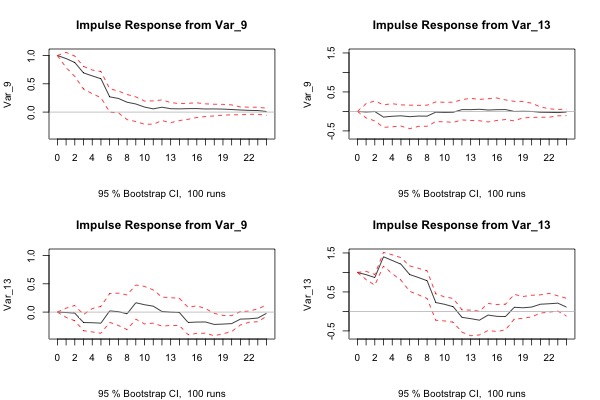 Impulse Response from Var_9
Var_9
0.0 0.5 1.0
0 2 4 6 8 10 13 16 19 22
95 % Bootstrap CI, 100 runs
Impulse Response from Var_13
Var_9
-0.5 0.5 1.5
0 2 4 6 8 10 13 16 19 22
95 % Bootstrap CI, 100 runs
Impulse Response from Var_9
Var_13
0.0 0.5 1.0
0 2 4 6 8 10 13 16 19 22
95 % Bootstrap CI, 100 runs
Impulse Response from Var_13
Var_13
-0.5 0.5 1.5
0 2 4 6 8 10 13 16 19 22
95 % Bootstrap CI, 100 runs